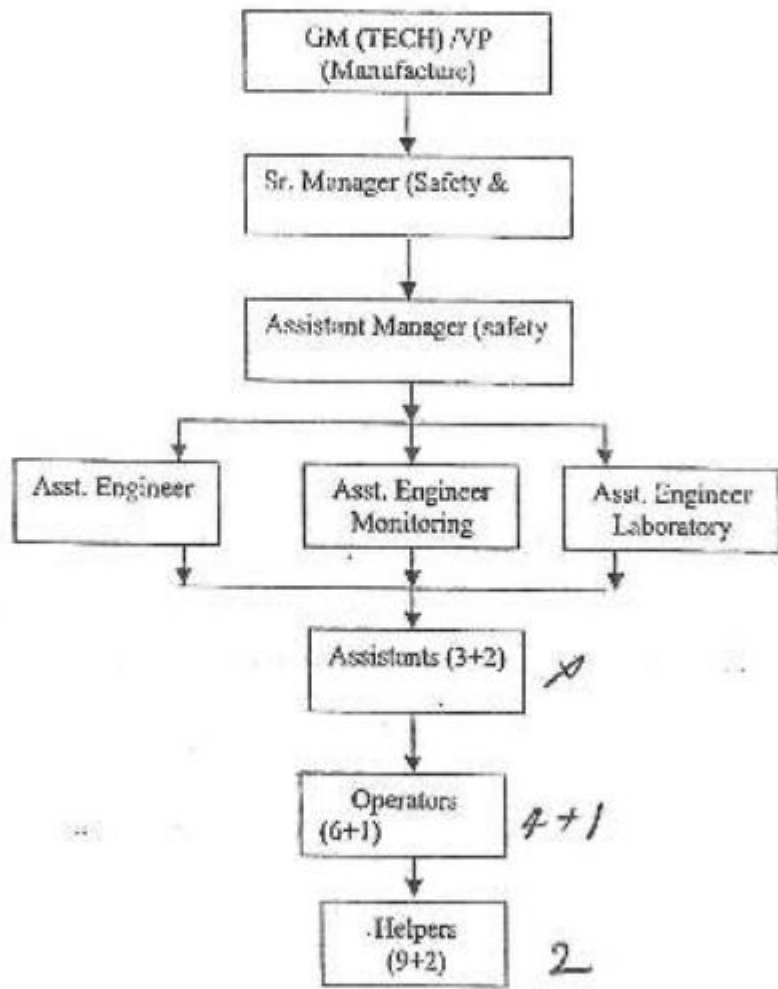 GM (TECH) /VP
(Manufacture)
Sr. Manager (Safety &
Assistant Manager (safety
Asst. Engineer
Asst. Engineer
Monitoring
Asst. Engineer
Laboratory
Assistants (3+2)
Operators
(6+1)
4+1
Helpers
(9+2)
2